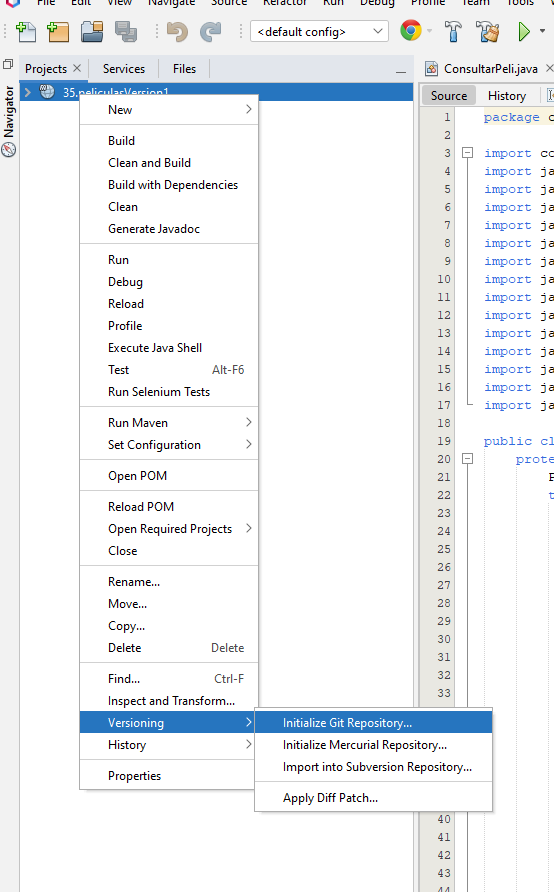 File Edit View Navigate Source Refactor Run Debug Profile Team Tools
<default config>
Projects Services Files
ConsultarPeli.java
Navigator
35.peliculasVersion1
Source History
New
Build
Clean and Build
Build with Dependencies
Clean
Generate Javadoc
Run
Debug
Reload
Profile
Execute Java Shell
Test Alt-F6
Run Selenium Tests
Run Maven
Set Configuration
Open POM
Reload POM
Open Required Projects
Close
Rename...
Move...
Copy...
Delete Delete
Find... Ctrl-F
Inspect and Transform...
Versioning
History
Properties
Initialize Git Repository...
Initialize Mercurial Repository...
Import into Subversion Repository...
Apply Diff Patch...
1 package c
2
3 import co
4 import ja
5 import ja
6 import ja
7 import ja
8 import ja
9 import ja
10 import ja
11 import ja
12 import ja
13 import ja
14 import ja
15 import ja
16 import ja
17 import ja
18
19 public cl
20 prote
21
22 t
23
24
25
26
27
28
29
30
31
32
33
40
41
42
43
44